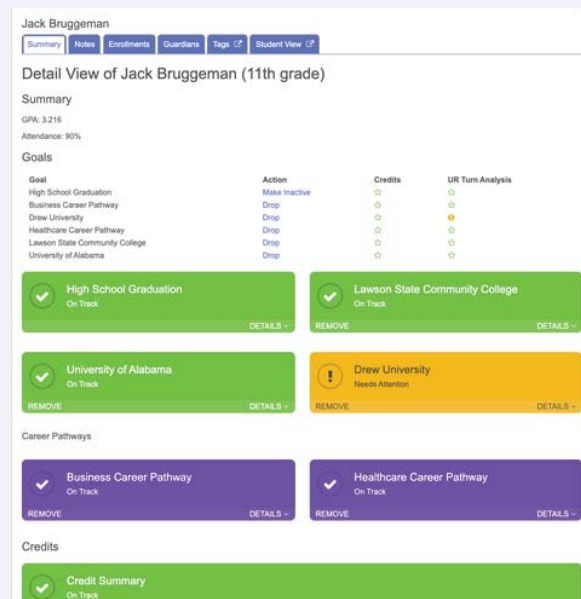 Jack Bruggeman
Summary Notes Enrollments Guardians Tags Student View
Detail View of Jack Bruggeman (11th grade)
Summary
GPA: 3.216
Attendance: 90%
Goals
Goal Action Credits UR Turn Analysis
High School Graduation Make Inactive
Business Career Pathway Drop
Drew University Drop
Healthcare Career Pathway Drop
Lawson State Community College Drop
University of Alabama Drop
High School Graduation Lawson State Community College
On Track On Track
DETAILS REMOVE DETAILS
University of Alabama Drew University
On Track Needs Attention
REMOVE DETAILS REMOVE DETAILS
Career Pathways
Business Career Pathway Healthcare Career Pathway
On Track On Track
REMOVE DETAILS REMOVE DETAILS
Credits
Credit Summary
On Track